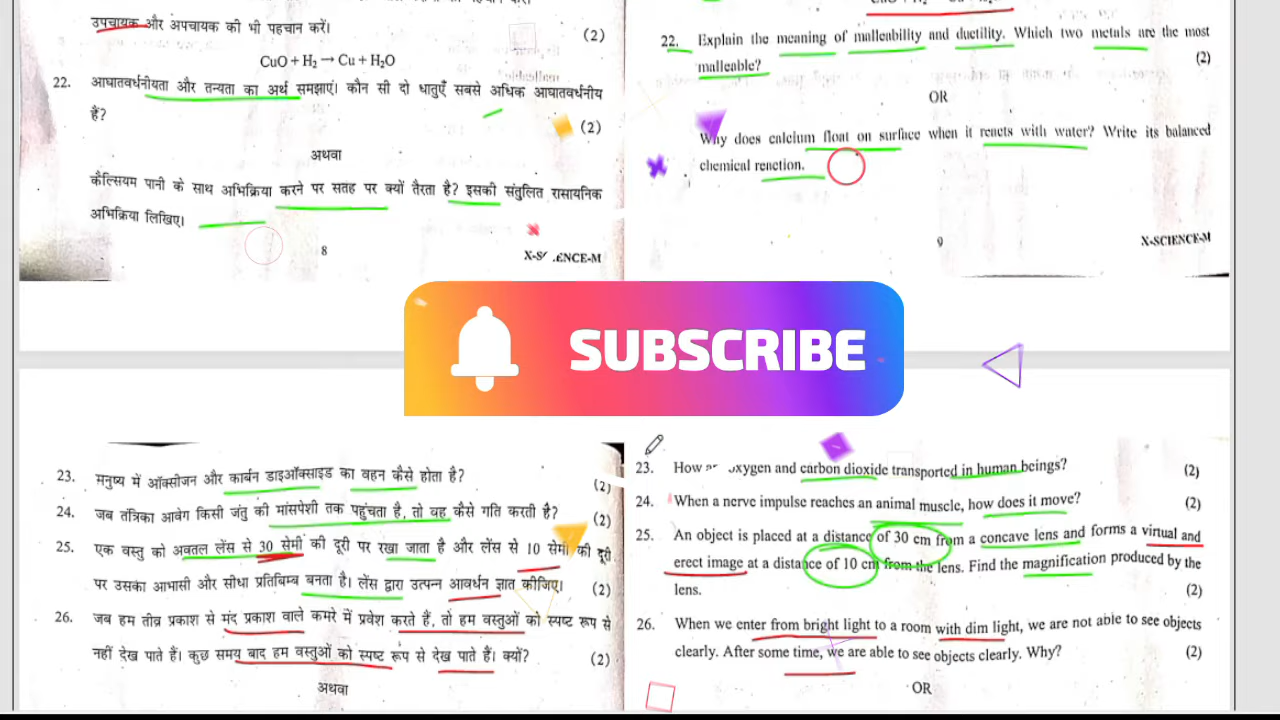 उपचायक और अपचायक की भी पहचान करें।
(2)
CuO + H₂ → Cu + H₂O
22. आघातवर्धनीयता और तन्यता का अर्थ समझाएं। कौन सी दो धातुएँ सबसे अधिक आघातवर्धनीय
हैं?
(2)
अथवा
कैल्सियम पानी के साथ अभिक्रिया करने पर सतह पर क्यों तैरता है? इसकी संतुलित रासायनिक
अभिक्रिया लिखिए।
8
22. Explain the meaning of malleability and ductility. Which two metals are the most
malleable?
(2)
OR
Why does calcium float on surface when it reacts with water? Write its balanced
chemical reaction.
9
X-SCIENCE-M
SUBSCRIBE
23. मनुष्य में ऑक्सीजन और कार्बन डाइऑक्साइड का वहन कैसे होता है?
(2)
24. जब तंत्रिका आवेग किसी जंतु की मांसपेशी तक पहुंचता है, तो वह कैसे गति करती है?
(2)
25. एक वस्तु को अवतल लेंस से 30 सेमी की दूरी पर रखा जाता है और लेंस से 10 सेमी की दूरी
पर उसका आभासी और सीधा प्रतिबिम्ब बनता है। लेंस द्वारा उत्पन्न आवर्धन ज्ञात कीजिए।
(2)
26. जब हम तीव्र प्रकाश से मंद प्रकाश वाले कमरे में प्रवेश करते हैं, तो हम वस्तुओं को स्पष्ट रूप से
नहीं देख पाते हैं। कुछ समय बाद हम वस्तुओं को स्पष्ट रूप से देख पाते हैं। क्यों?
(2)
अथवा
23. How oxygen and carbon dioxide transported in human beings?
(2)
24. When a nerve impulse reaches an animal muscle, how does it move?
(2)
25. An object is placed at a distance of 30 cm from a concave lens and forms a virtual and
erect image at a distance of 10 cm from the lens. Find the magnification produced by the
lens.
(2)
26. When we enter from bright light to a room with dim light, we are not able to see objects
clearly. After some time, we are able to see objects clearly. Why?
(2)
OR